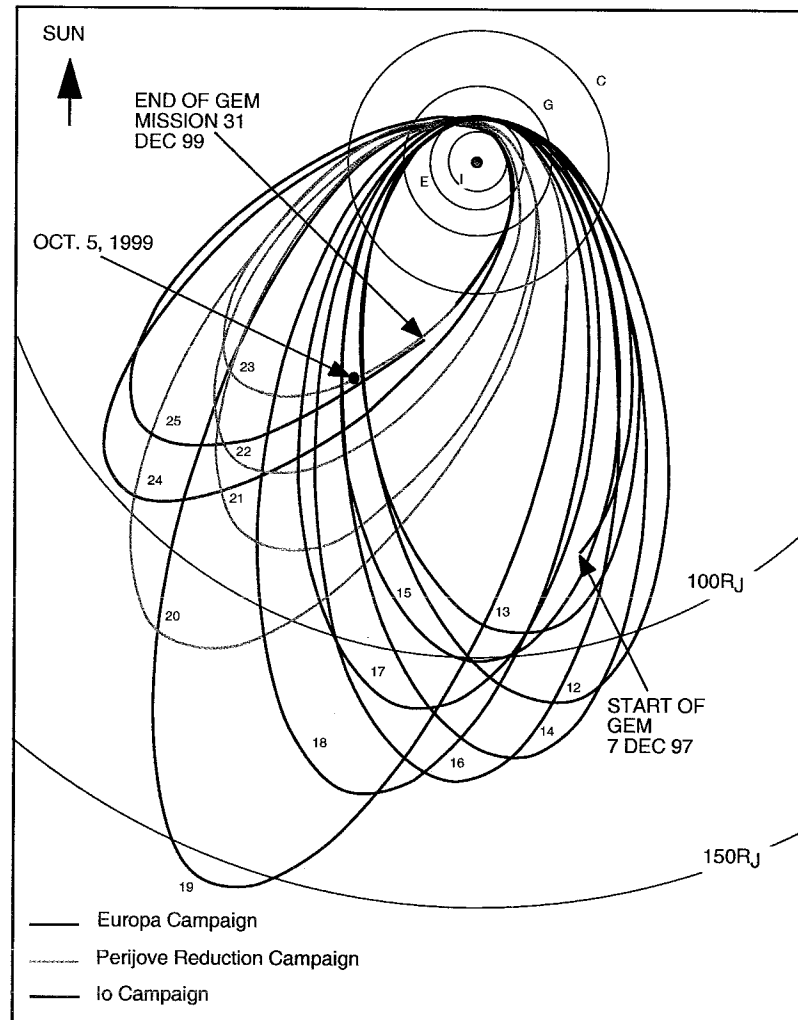 SUN
END OF GEM
MISSION 31
DEC 99
C
G
E
I
OCT. 5, 1999
23
25
22
24
21
100RJ
15
13
20
17
12
START OF
GEM
7 DEC 97
14
18
16
150RJ
19
Europa Campaign
Perijove Reduction Campaign
Io Campaign